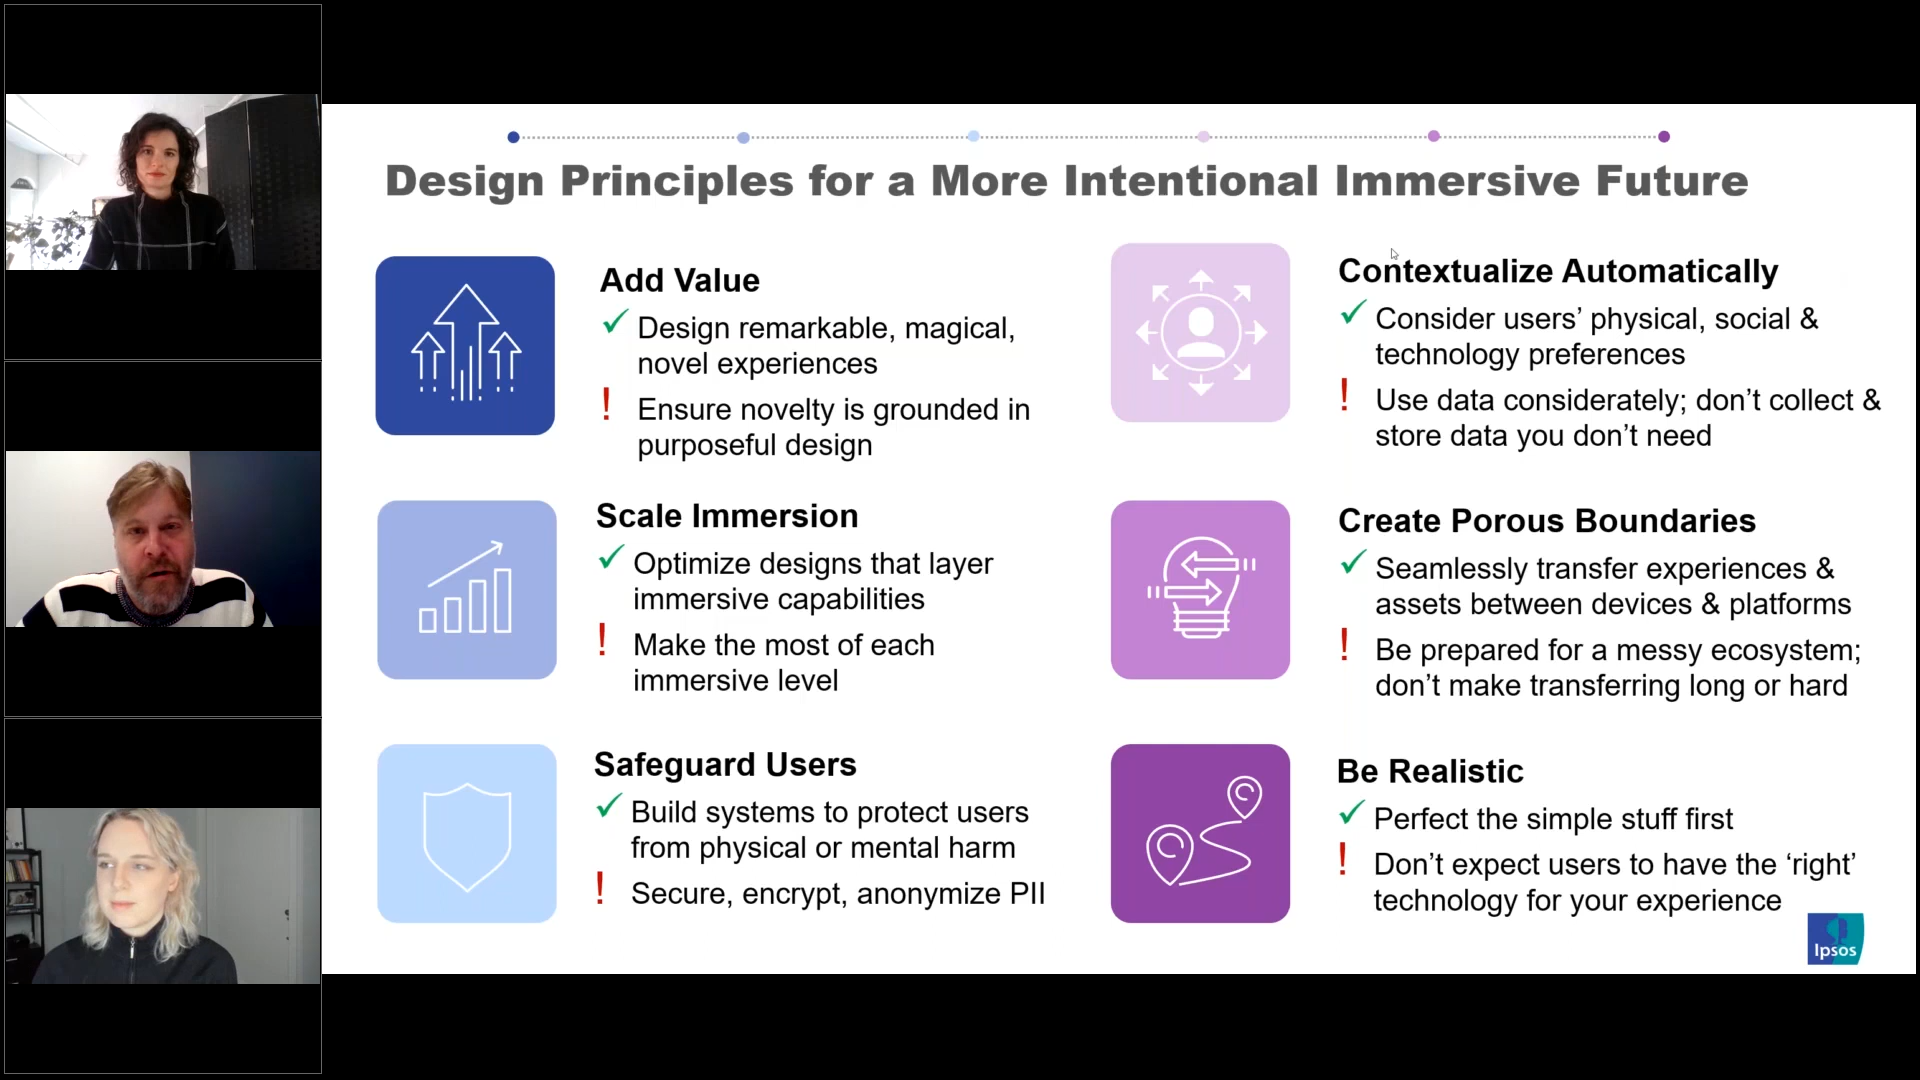 Design Principles for a More Intentional Immersive Future
Add Value
✓ Design remarkable, magical,
novel experiences
! Ensure novelty is grounded in
purposeful design
Scale Immersion
✓ Optimize designs that layer
immersive capabilities
! Make the most of each
immersive level
Safeguard Users
✓ Build systems to protect users
from physical or mental harm
! Secure, encrypt, anonymize PII
Contextualize Automatically
✓ Consider users’ physical, social &
technology preferences
! Use data considerately; don’t collect &
store data you don’t need
Create Porous Boundaries
✓ Seamlessly transfer experiences &
assets between devices & platforms
! Be prepared for a messy ecosystem;
don’t make transferring long or hard
Be Realistic
✓ Perfect the simple stuff first
! Don’t expect users to have the ‘right’
technology for your experience
Ipsos